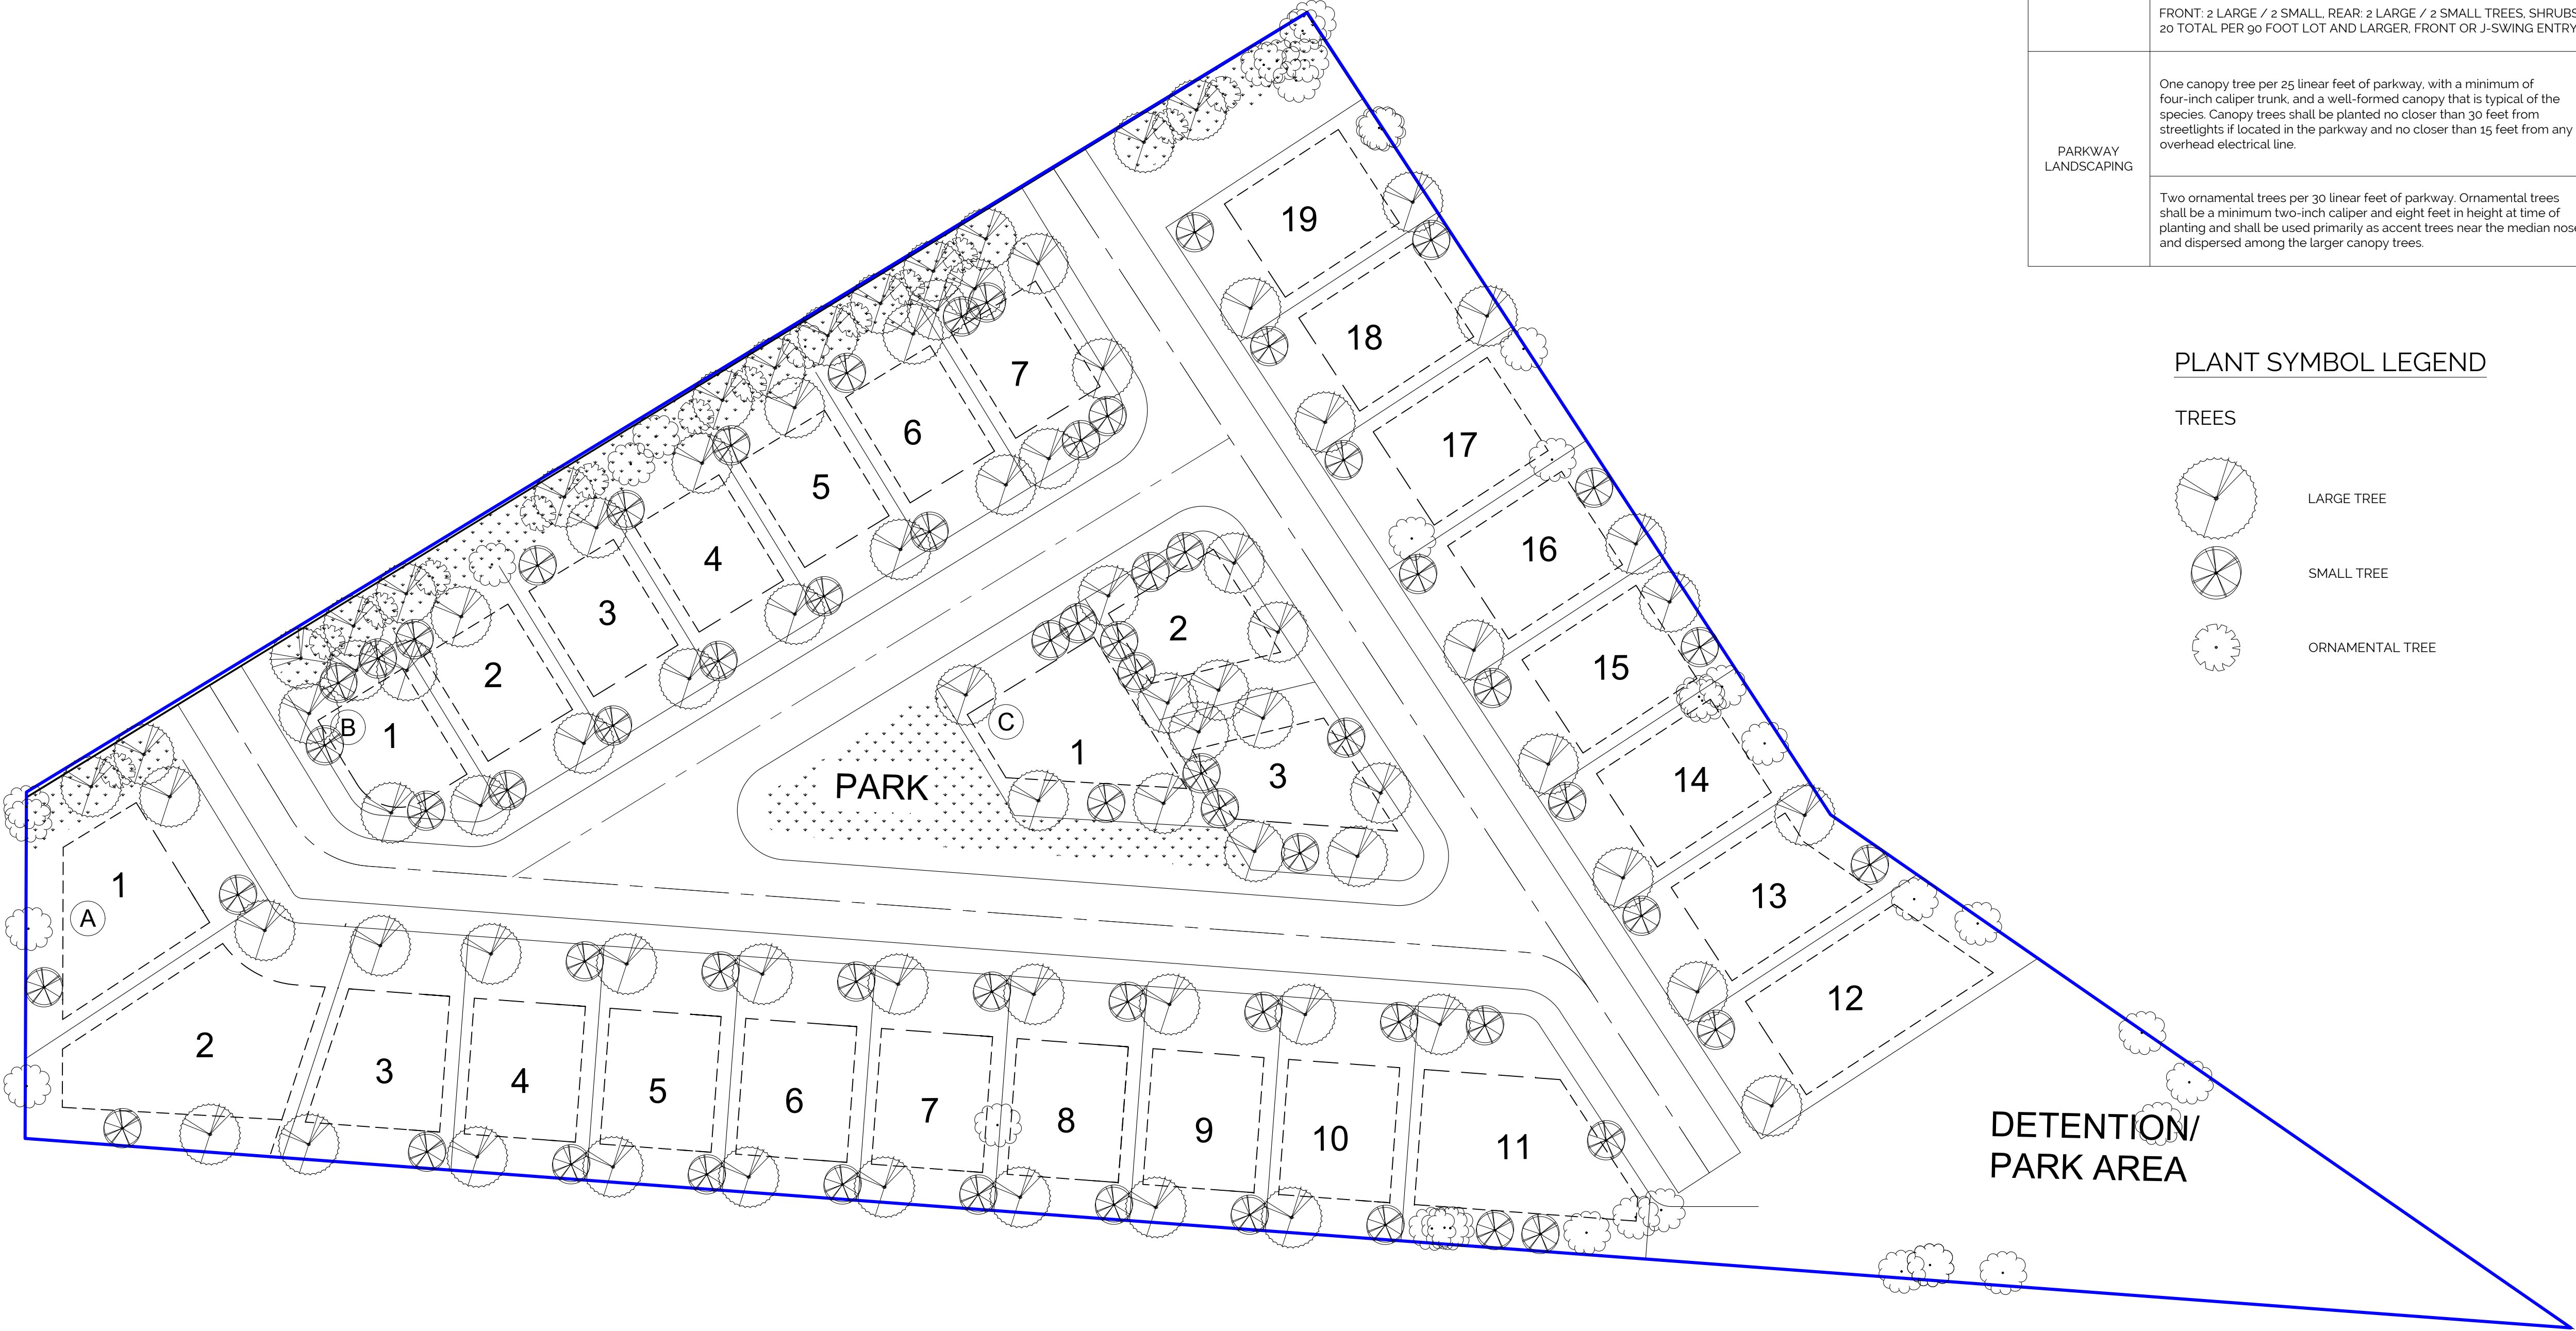 FRONT: 2 LARGE / 2 SMALL, REAR: 2 LARGE / 2 SMALL TREES, SHRUBS
20 TOTAL PER 90 FOOT LOT AND LARGER, FRONT OR J-SWING ENTRY
PARKWAY
LANDSCAPING
One canopy tree per 25 linear feet of parkway, with a minimum of
four-inch caliper trunk, and a well-formed canopy that is typical of the
species. Canopy trees shall be planted no closer than 30 feet from
streetlights if located in the parkway and no closer than 15 feet from any
overhead electrical line.
Two ornamental trees per 30 linear feet of parkway. Ornamental trees
shall be a minimum two-inch caliper and eight feet in height at time of
planting and shall be used primarily as accent trees near the median nose
and dispersed among the larger canopy trees.
PLANT SYMBOL LEGEND
TREES
LARGE TREE
SMALL TREE
ORNAMENTAL TREE
19
18
17
16
15
14
13
12
7
6
5
4
3
2
1
B
2
C
1
3
PARK
1
A
2
3
4
5
6
7
8
9
10
11
DETENTION/
PARK AREA